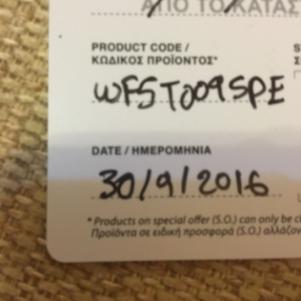 ΑΠΟ ΤΟ ΚΑΤΑΣ
PRODUCT CODE / S
ΚΩΔΙΚΟΣ ΠΡΟΪΟΝΤΟΣ* Σ
WFST009SPE
DATE / ΗΜΕΡΟΜΗΝΙΑ
30/9/2016
* Products on special offer (S.O.) can only be c
Προϊόντα σε ειδική προσφορά (S.O.) αλλάζον